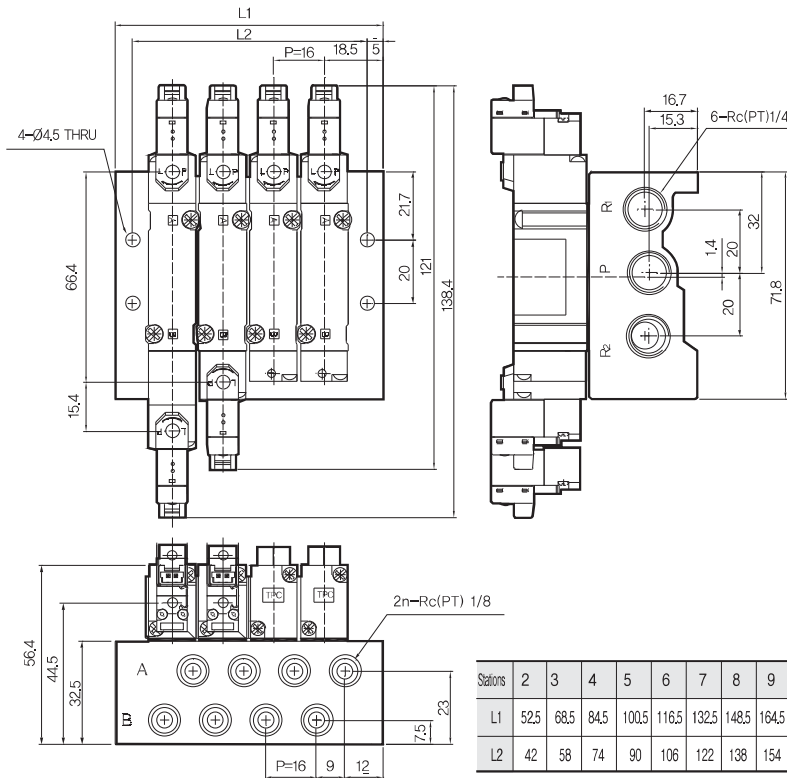 L1
L2
P=16
18.5
5
4-Ø4.5 THRU
66.4
15.4
21.7
20
121
138.4
L P
L P
L P
L P
A
A
A
A
B
B
B
B
16.7
15.3
6-Rc(PT)1/4
R1
P
R2
1.4
20
20
32
71.8
TPC
TPC
2n-Rc(PT) 1/8
56.4
44.5
32.5
A
B
23
7.5
P=16
9
12
Stations 2 3 4 5 6 7 8 9
L1 52.5 68.5 84.5 100.5 116.5 132.5 148.5 164.5
L2 42 58 74 90 106 122 138 154